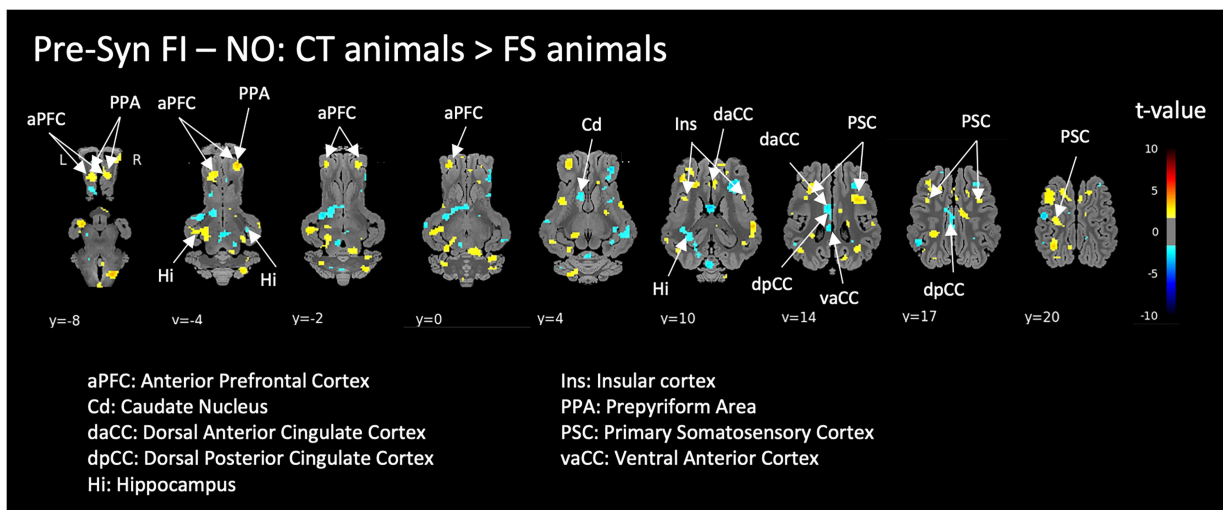 Pre-Syn FI – NO: CT animals > FS animals
aPFC
PPA
aPFC
PPA
aPFC
aPFC
Cd
Ins
daCC
daCC
PSC
PSC
PSC
t-value
L
R
10
5
0
-5
-10
Hi
Hi
Hi
dpCC
vaCC
dpCC
y=-8
v=-4
y=-2
y=0
y=4
y=10
v=14
y=17
y=20
aPFC: Anterior Prefrontal Cortex
Cd: Caudate Nucleus
daCC: Dorsal Anterior Cingulate Cortex
dpCC: Dorsal Posterior Cingulate Cortex
Hi: Hippocampus
Ins: Insular cortex
PPA: Prepyriform Area
PSC: Primary Somatosensory Cortex
vaCC: Ventral Anterior Cortex